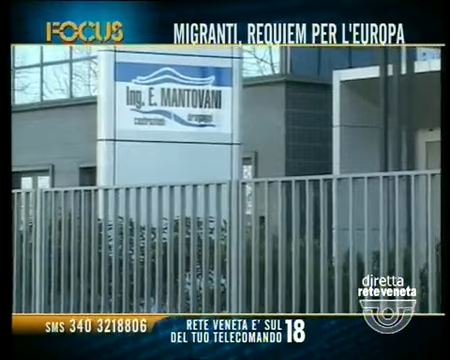 FOCUS
MIGRANTI, REQUIEM PER L'EUROPA
Ing. E. MANTOVANI
costruzioni dragaggi
diretta
reteveneta
SMS 340 3218806
RETE VENETA E' SUL
DEL TUO TELECOMANDO
18